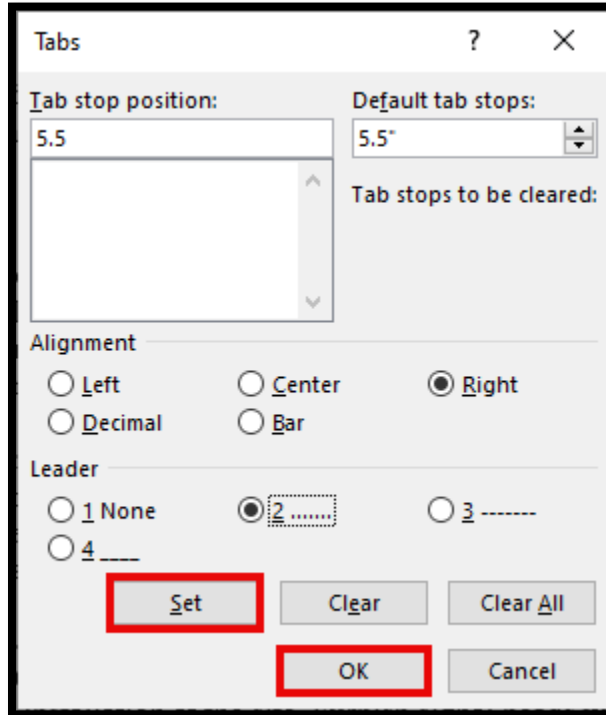 Tabs ?
Tab stop position: Default tab stops:
5.5 5.5"
Tab stops to be cleared:
Alignment
Left Center Right
Decimal Bar
Leader
1 None 2 ....... 3 -------
4 ____
Set Clear Clear All
OK Cancel